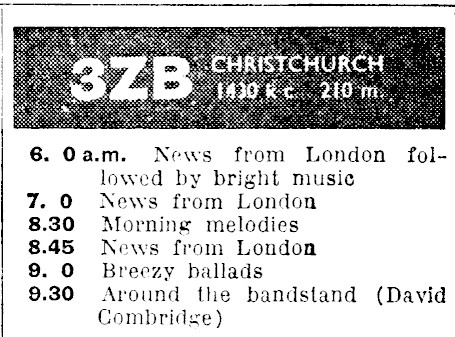 3ZB CHRISTCHURCH
1430 k c. 210 m.
6. 0 a.m. News from London fol-
lowed by bright music
7. 0 News from London
8.30 Morning melodies
8.45 News from London
9. 0 Breezy ballads
9.30 Around the bandstand (David
Combridge)